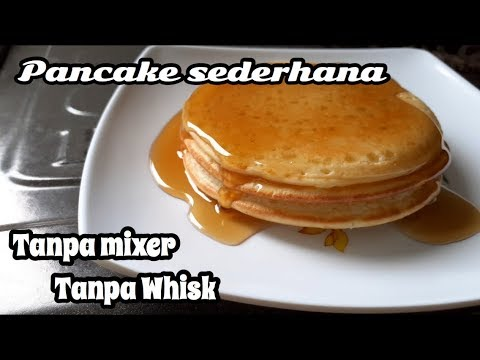 Pancake sederhana
Tanpa mixer
Tanpa Whisk